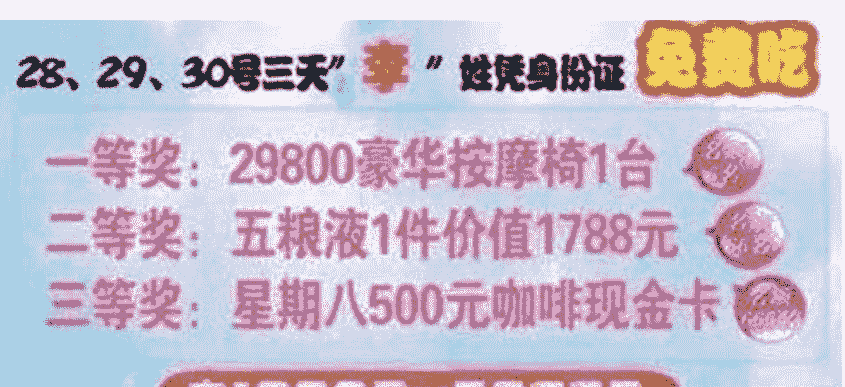 28、29、30号三天"李"姓凭身份证 免费吃
一等奖：29800豪华按摩椅1台
二等奖：五粮液1件价值1788元
三等奖：星期八500元咖啡现金卡